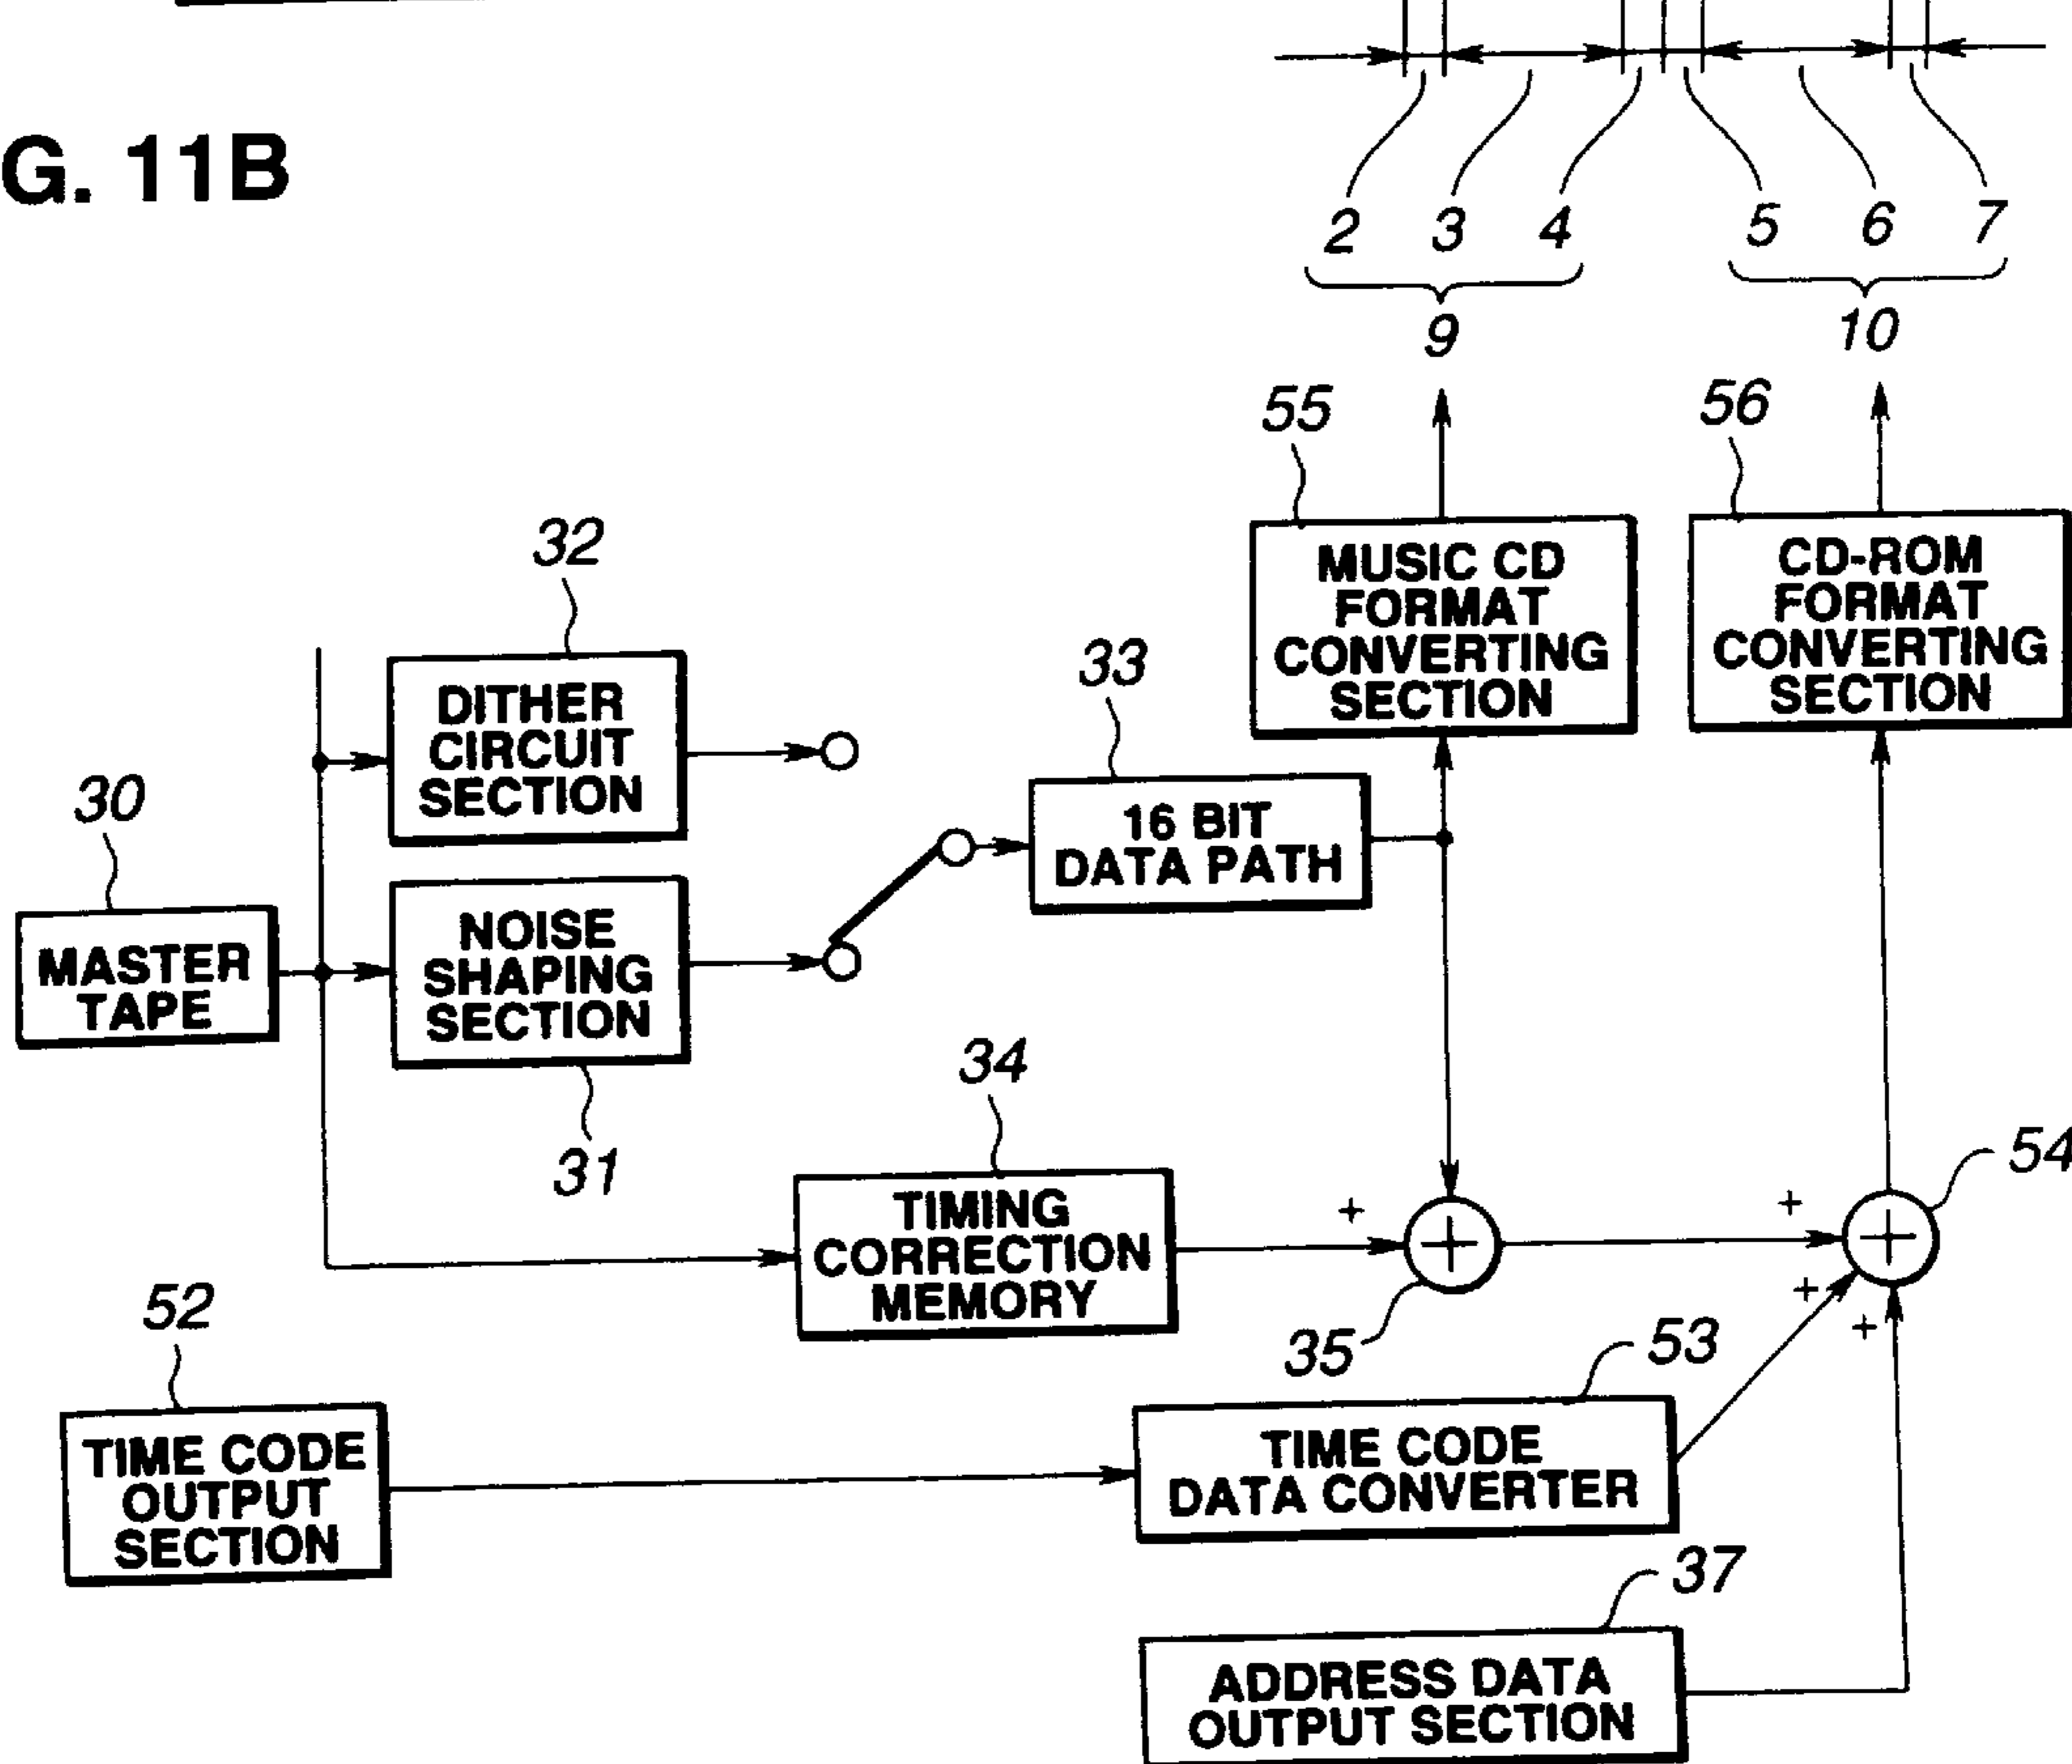 G. 11B
2 3 4 5 6 7
9 10
55 56
MUSIC CD
FORMAT
CONVERTING
SECTION
CD-ROM
FORMAT
CONVERTING
SECTION
32
DITHER
CIRCUIT
SECTION
33
16 BIT
DATA PATH
30
MASTER
TAPE
NOISE
SHAPING
SECTION
31
34
TIMING
CORRECTION
MEMORY
+
+
35
+
54
+
+
+
52
TIME CODE
OUTPUT
SECTION
53
TIME CODE
DATA CONVERTER
37
ADDRESS DATA
OUTPUT SECTION